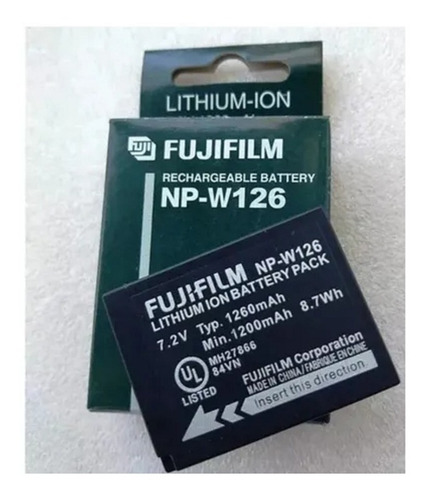 LITHIUM-ION
FUJI FUJIFILM
RECHARGEABLE BATTERY
NP-W126
FUJIFILM NP-W126
LITHIUM ION BATTERY PACK
7.2V Typ. 1260mAh
Min. 1200mAh 8.7Wh
UL
LISTED
MH27866
84VN
FUJIFILM Corporation
MADE IN CHINA/FABRIQUE EN CHINE
Insert this direction